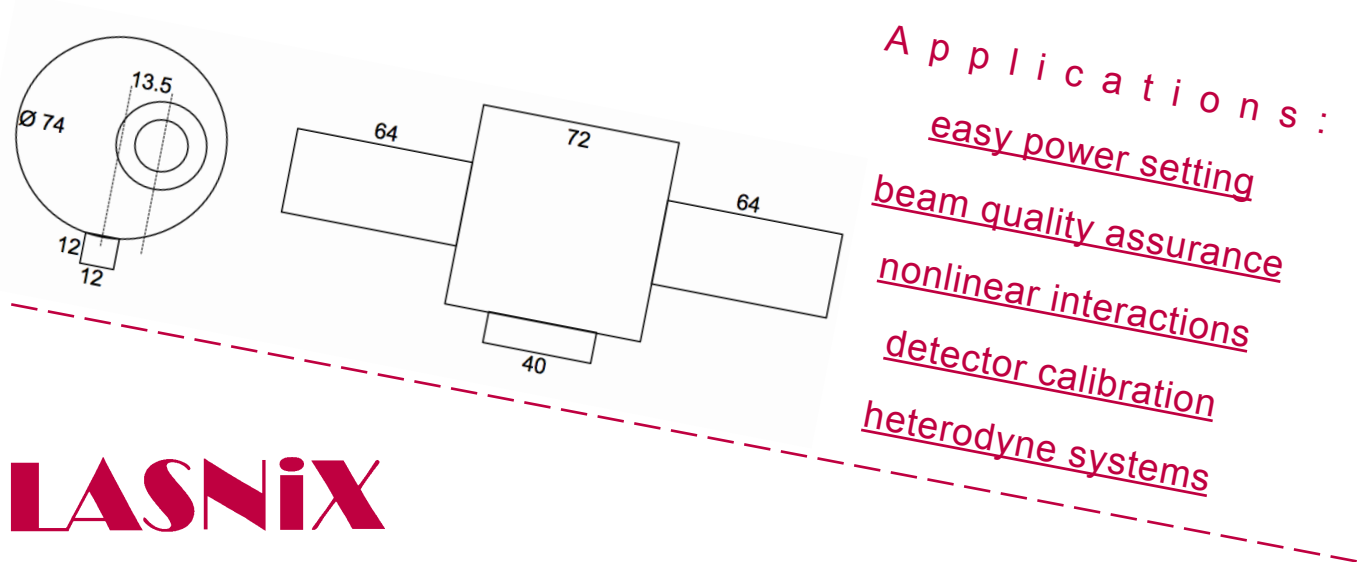 13.5
Ø 74
12
12
64
72
64
40
Applications:
easy power setting
beam quality assurance
nonlinear interactions
detector calibration
heterodyne systems
LASNiX